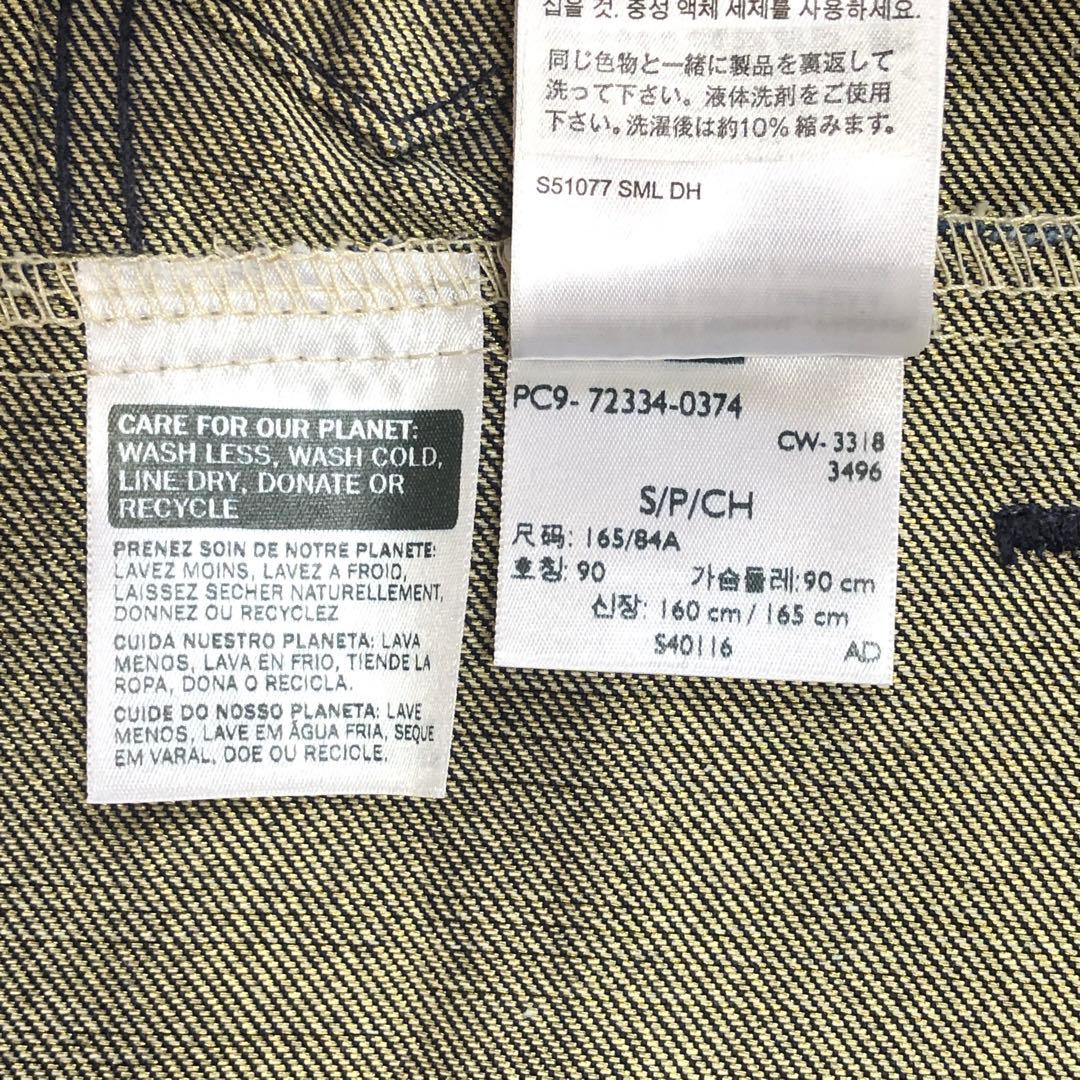 집을 것. 중성 액체 세제를 사용하세요.
同じ色物と一緒に製品を裏返して
洗って下さい。液体洗剤をご使用
下さい。洗濯後は約10% 縮みます。
S51077 SML DH
CARE FOR OUR PLANET:
WASH LESS, WASH COLD,
LINE DRY, DONATE OR
RECYCLE
PRENEZ SOIN DE NOTRE PLANETE:
LAVEZ MOINS, LAVEZ A FROID,
LAISSEZ SECHER NATURELLEMENT,
DONNEZ OU RECYCLEZ
CUIDA NUESTRO PLANETA: LAVA
MENOS, LAVA EN FRIO, TIENDE LA
ROPA, DONA O RECICLA.
CUIDE DO NOSSO PLANETA: LAVE
MENOS, LAVE EM ÁGUA FRIA, SEQUE
EM VARAL, DOE OU RECICLE.
PC9- 72334-0374
CW- 3318
3496
S/P/CH
尺码: 165/84A
호칭: 90 가슴둘레: 90 cm
신장: 160 cm / 165 cm
S40116 AD